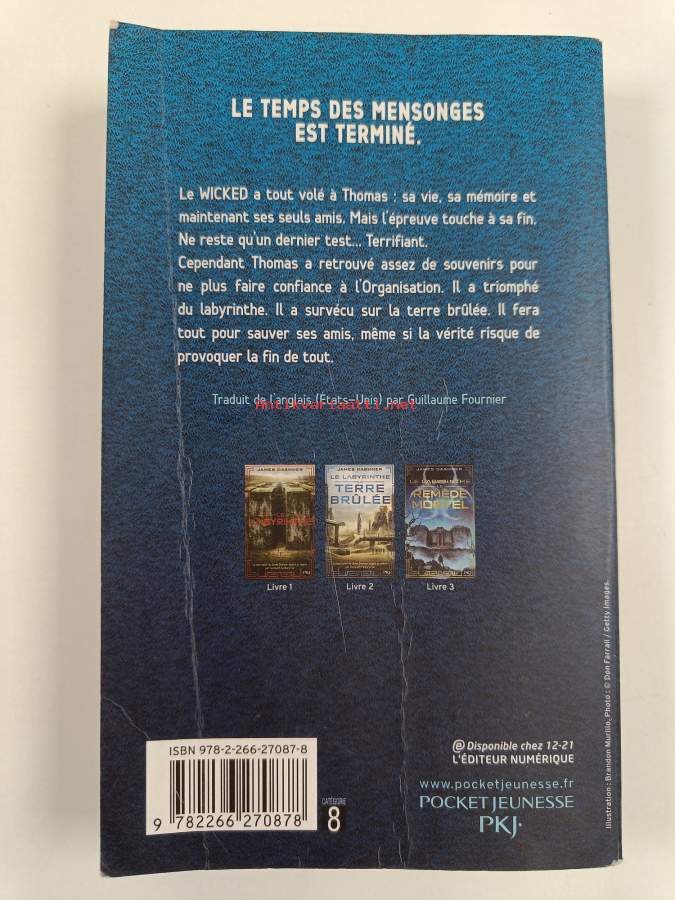 LE TEMPS DES MENSONGES
EST TERMINÉ.
Le WICKED a tout volé à Thomas : sa vie, sa mémoire et
maintenant ses seuls amis. Mais l'épreuve touche à sa fin.
Ne reste qu'un dernier test... Terrifiant.
Cependant Thomas a retrouvé assez de souvenirs pour
ne plus faire confiance à l'Organisation. Il a triomphé
du labyrinthe. Il a survécu sur la terre brûlée. Il fera
tout pour sauver ses amis, même si la vérité risque de
provoquer la fin de tout.
Traduit de l'anglais (États-Unis) par Guillaume Fournier
Antikvariaatti.net
JAMES DASHNER
LABYRINTHE
PKJ
Livre 1
JAMES DASHNER
LE LABYRINTHE
TERRE
BRÛLÉE
PKJ
Livre 2
JAMES DASHNER
LE LABYRINTHE
REMÈDE
MORTEL
Livre 3
ISBN 978-2-266-27087-8
9 782266 270878
CATÉGORIE
8
@ Disponible chez 12-21
L'ÉDITEUR NUMÉRIQUE
www.pocketjeunesse.fr
POCKET JEUNESSE
PKJ·
Illustration : Brandon Murillo, Photo : © Don Farrall / Getty Images.